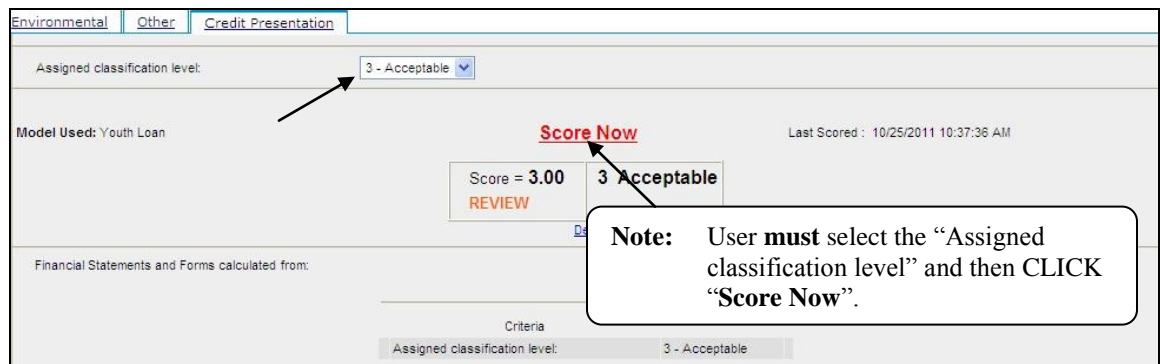 Environmental Other Credit Presentation
Assigned classification level: 3 - Acceptable
Model Used: Youth Loan Score Now Last Scored : 10/25/2011 10:37:36 AM
Score = 3.00 3 Acceptable
REVIEW
Note: User must select the “Assigned
classification level” and then CLICK
“Score Now”.
Financial Statements and Forms calculated from:
Criteria
Assigned classification level: 3 - Acceptable